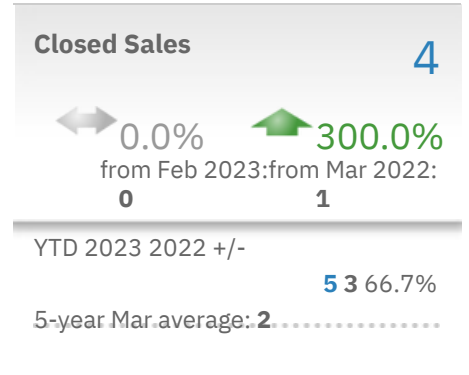 Closed Sales
4
0.0% 300.0%
from Feb 2023:from Mar 2022:
0 1
YTD 2023 2022 +/-
5 3 66.7%
5-year Mar average: 2